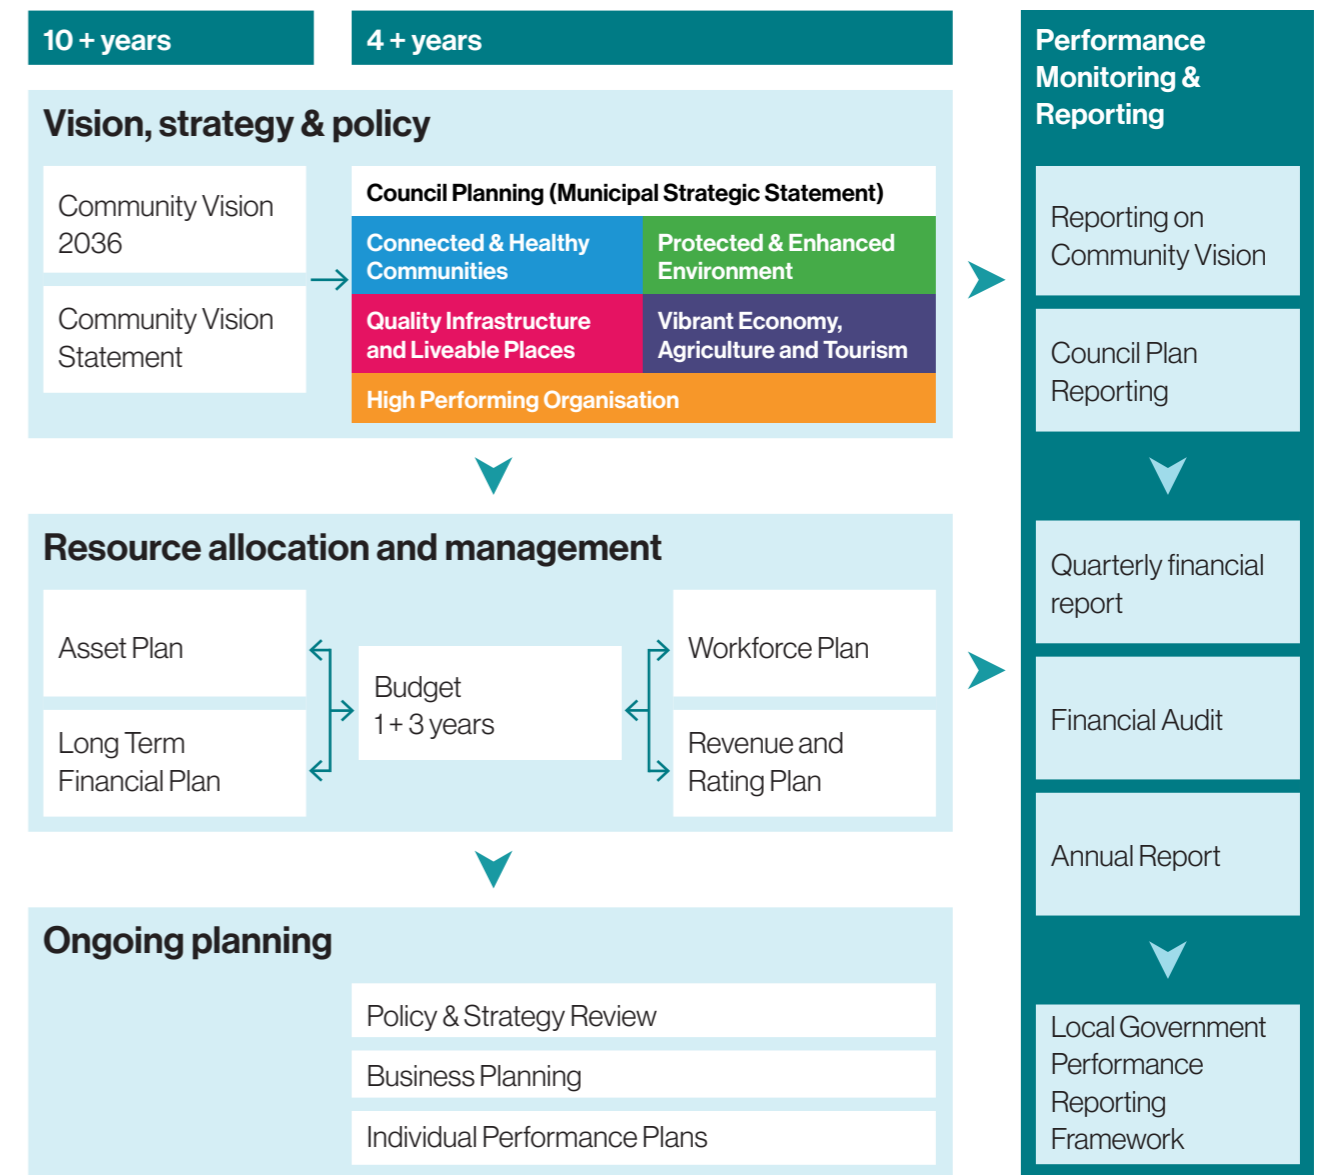 10 + years
4 + years
Vision, strategy & policy
Community Vision
2036
Community Vision
Statement
Council Planning (Municipal Strategic Statement)
Connected & Healthy
Communities
Protected & Enhanced
Environment
Quality Infrastructure
and Liveable Places
Vibrant Economy,
Agriculture and Tourism
High Performing Organisation
Resource allocation and management
Asset Plan
Long Term
Financial Plan
Budget
1 + 3 years
Workforce Plan
Revenue and
Rating Plan
Ongoing planning
Policy & Strategy Review
Business Planning
Individual Performance Plans
Performance
Monitoring &
Reporting
Reporting on
Community Vision
Council Plan
Reporting
Quarterly financial
report
Financial Audit
Annual Report
Local Government
Performance
Reporting
Framework